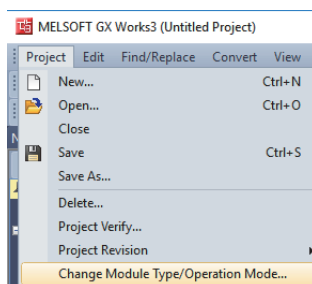 MELSOFT GX Works3 (Untitled Project)
Project Edit Find/Replace Convert View
New... Ctrl+N
Open... Ctrl+O
Close
Save Ctrl+S
Save As...
Delete...
Project Verify...
Project Revision
Change Module Type/Operation Mode...